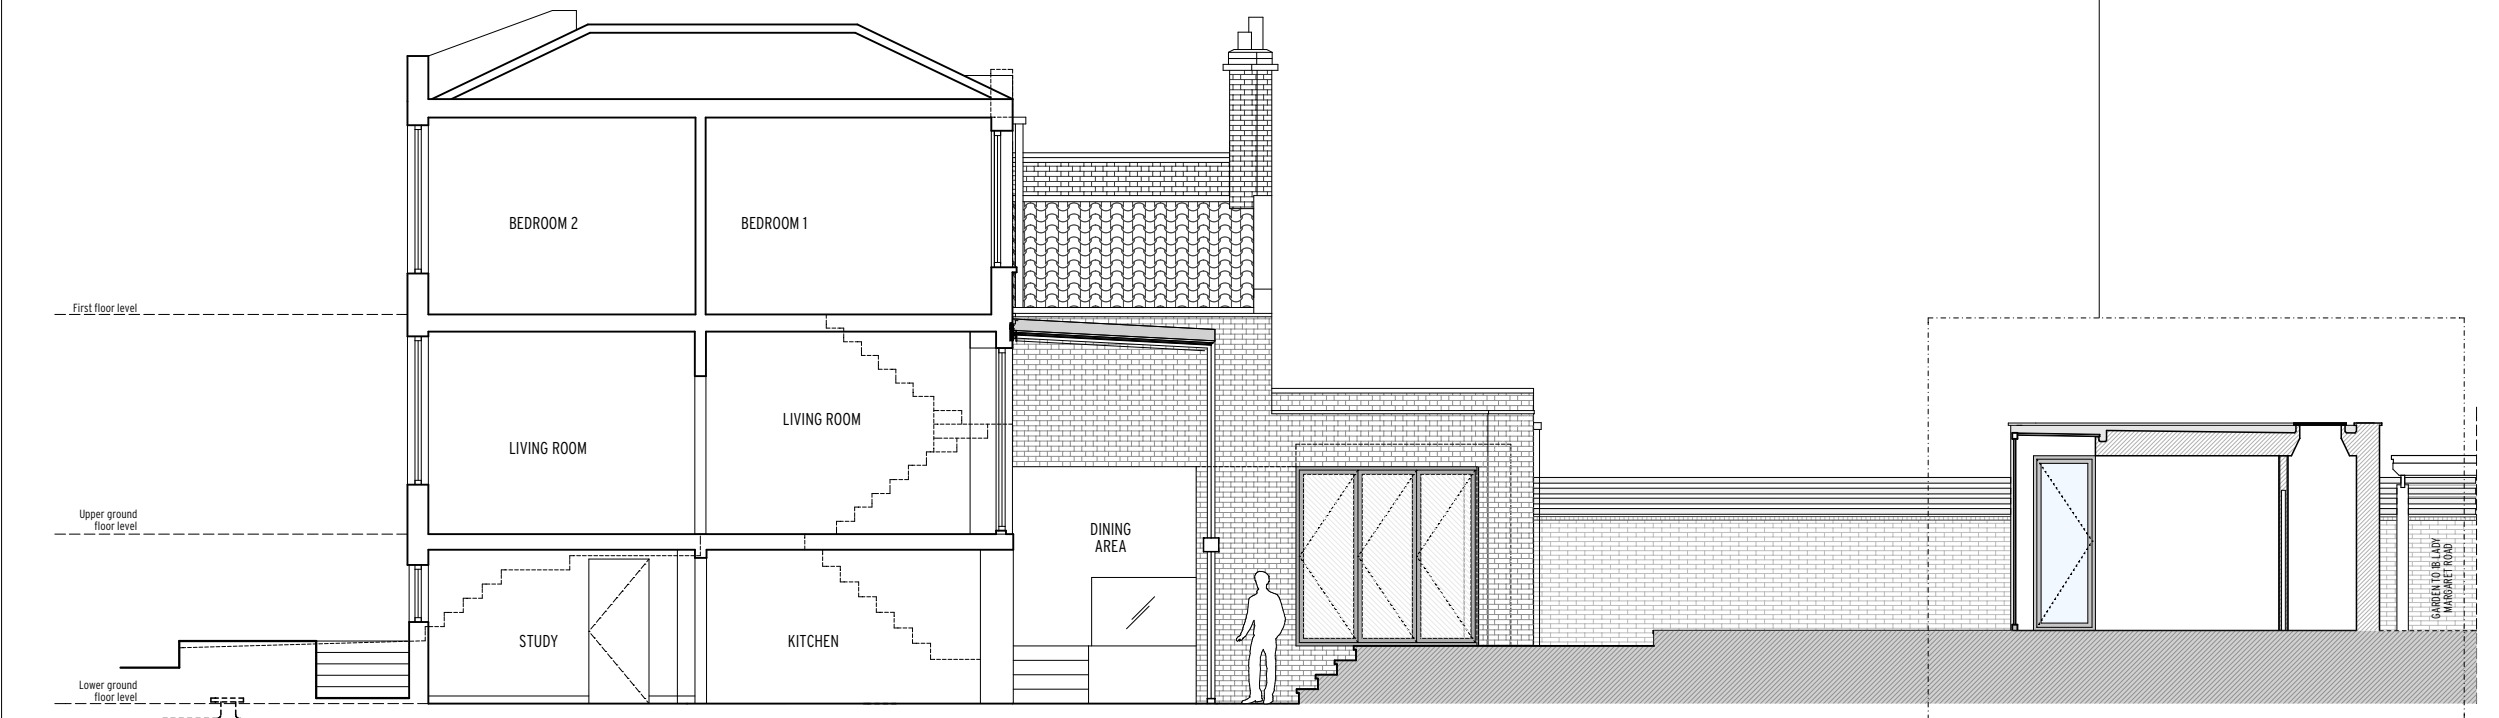 BEDROOM 2
BEDROOM 1
First floor level
LIVING ROOM
LIVING ROOM
Upper ground
floor level
DINING
AREA
GARDEN TO 1B LADY
MARGARET ROAD
STUDY
KITCHEN
Lower ground
floor level